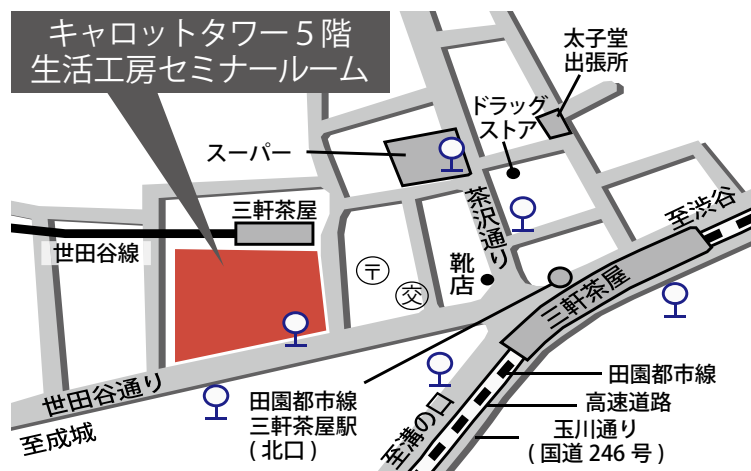 キャロットタワー5階
生活工房セミナールーム
太子堂
出張所
ドラッグ
ストア
スーパー
茶沢通り
至渋谷
三軒茶屋
世田谷線
〒
交
靴店
三軒茶屋
世田谷通り
至成城
田園都市線
三軒茶屋駅
(北口)
至溝の口
田園都市線
高速道路
玉川通り
(国道246号)